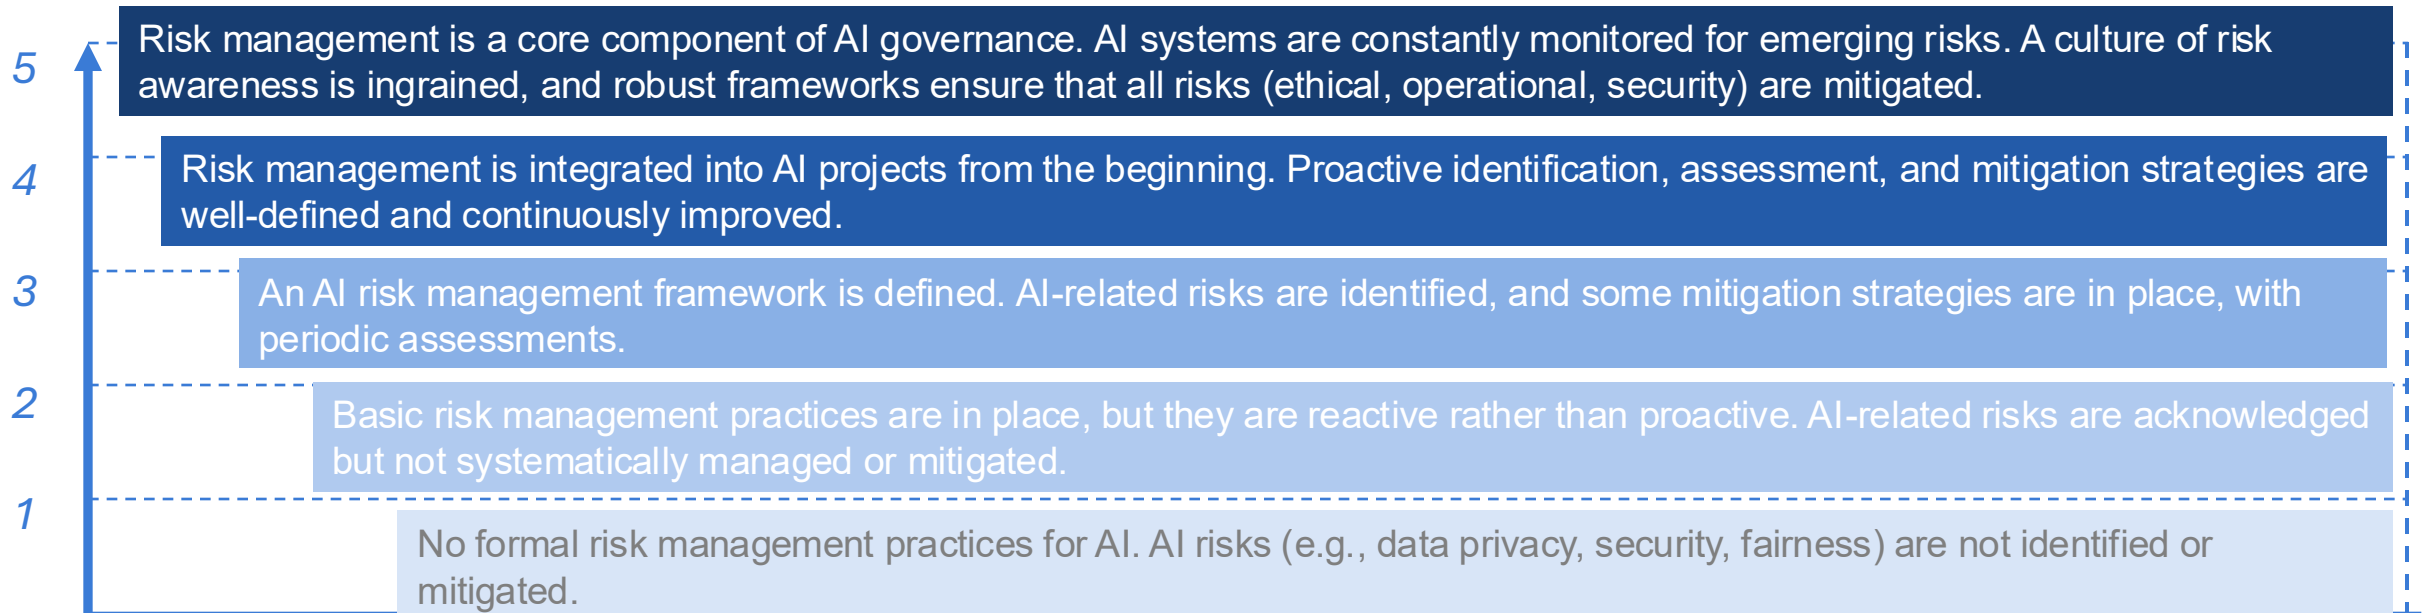 5
Risk management is a core component of AI governance. AI systems are constantly monitored for emerging risks. A culture of risk
awareness is ingrained, and robust frameworks ensure that all risks (ethical, operational, security) are mitigated.
4
Risk management is integrated into AI projects from the beginning. Proactive identification, assessment, and mitigation strategies are
well-defined and continuously improved.
3
An AI risk management framework is defined. AI-related risks are identified, and some mitigation strategies are in place, with
periodic assessments.
2
Basic risk management practices are in place, but they are reactive rather than proactive. AI-related risks are acknowledged
but not systematically managed or mitigated.
1
No formal risk management practices for AI. AI risks (e.g., data privacy, security, fairness) are not identified or
mitigated.